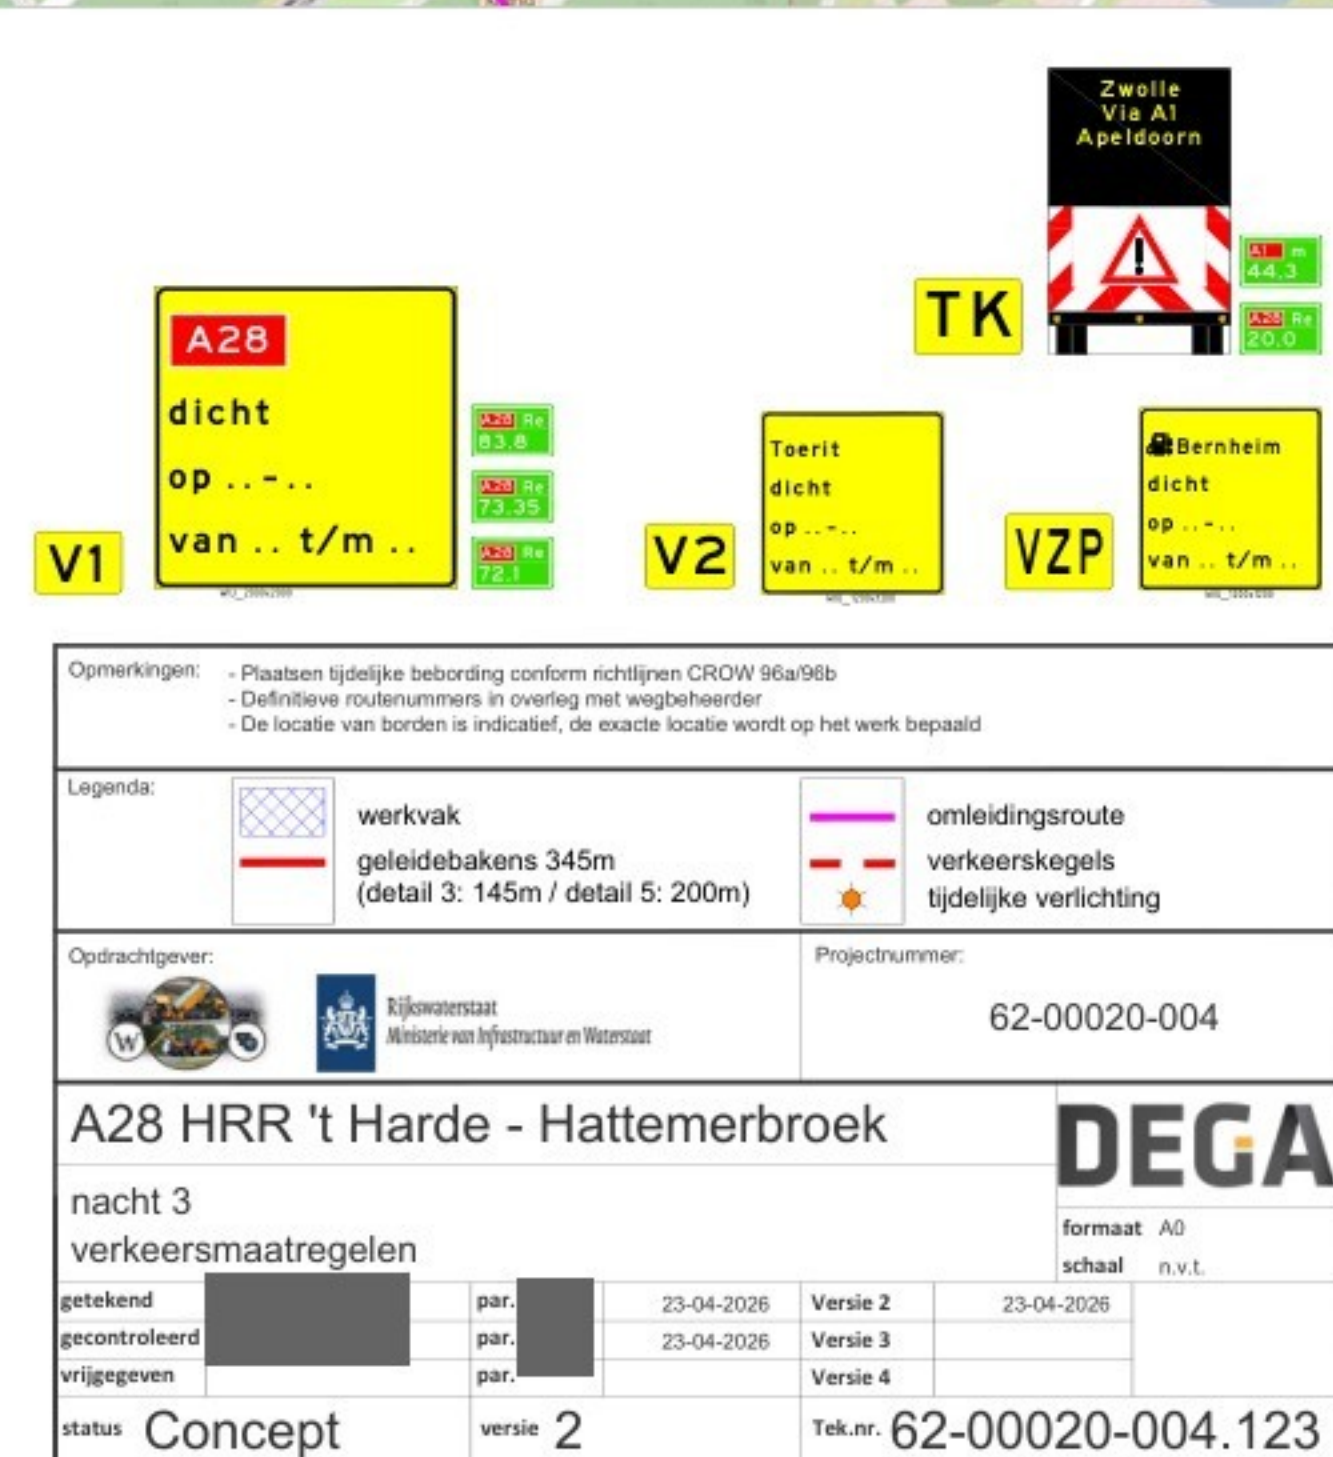 Zwolle
Via A1
Apeldoorn
TK
A1 m
44.3
A28 Re
20.0
V1
A28
dicht
op .. - ..
van .. t/m ..
A28 Re
83.8
A28 Re
73.35
A28 Re
72.1
V2
Toerit
dicht
op .. - ..
van .. t/m ..
VZP
Bernheim
dicht
op .. - ..
van .. t/m ..
Opmerkingen:
- Plaatsen tijdelijke bebording conform richtlijnen CROW 96a/96b
- Definitieve routenummers in overleg met wegbeheerder
- De locatie van borden is indicatief, de exacte locatie wordt op het werk bepaald
Legenda:
werkvak
geleidebakens 345m
(detail 3: 145m / detail 5: 200m)
omleidingsroute
verkeerskegels
tijdelijke verlichting
Opdrachtgever:
W
Rijkswaterstaat
Ministerie van Infrastructuur en Waterstaat
Projectnummer:
62-00020-004
A28 HRR 't Harde - Hattemerbroek
DEGA
nacht 3
verkeersmaatregelen
formaat A0
schaal n.v.t.
getekend par. 23-04-2026 Versie 2 23-04-2026
gecontroleerd par. 23-04-2026 Versie 3
vrijgegeven par. Versie 4
status Concept versie 2 Tek.nr. 62-00020-004.123